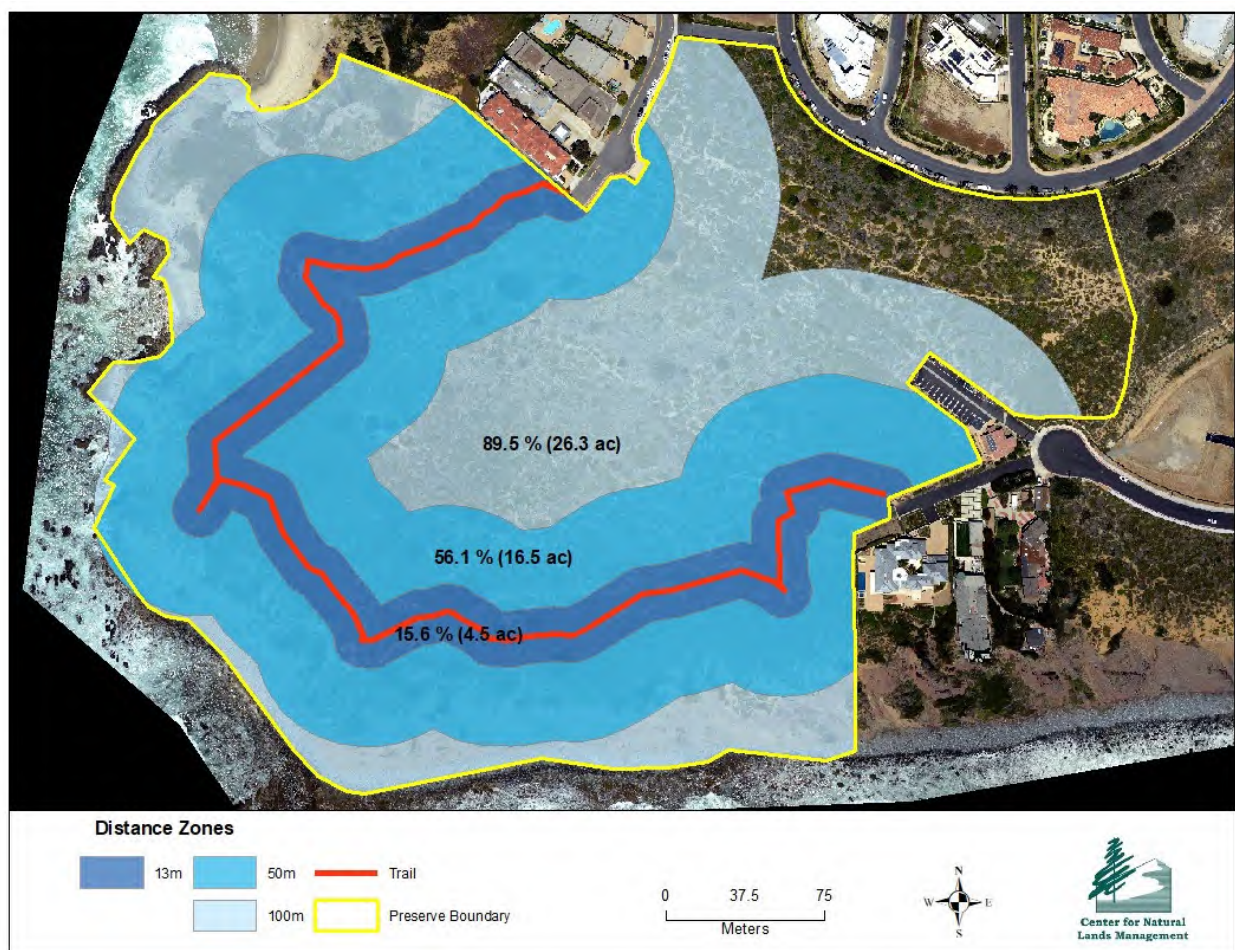 89.5 % (26.3 ac)
56.1 % (16.5 ac)
15.6 % (4.5 ac)
Distance Zones
13m
50m
Trail
100m
Preserve Boundary
0 37.5 75
Meters
N
W E
S
Center for Natural
Lands Management